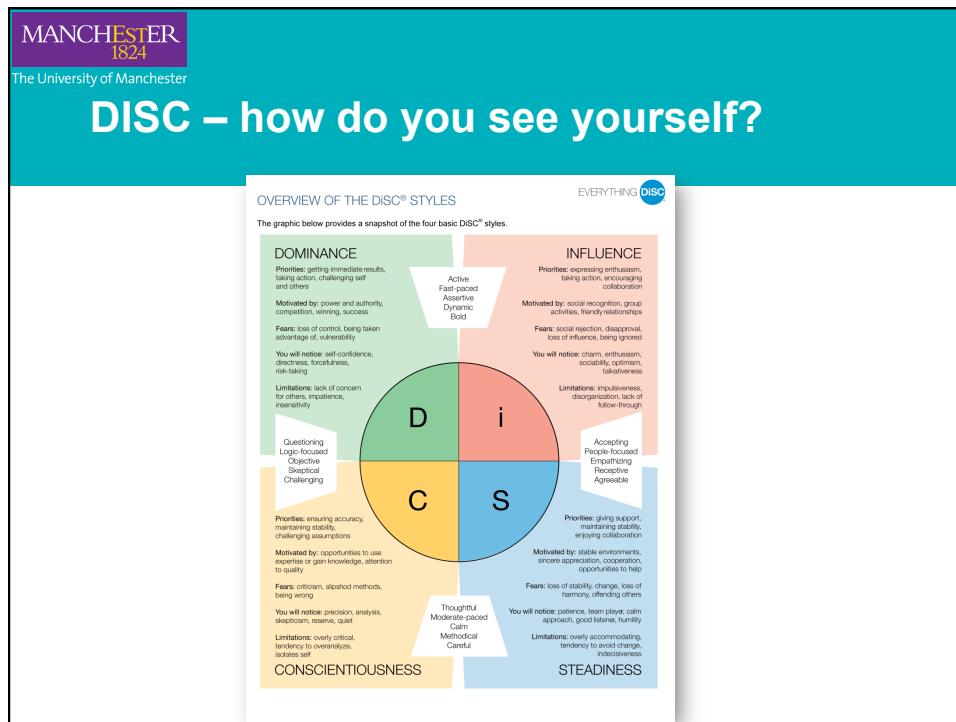 MANCHESTER
1824
The University of Manchester
DISC – how do you see yourself?
EVERYTHING DiSC
OVERVIEW OF THE DiSC® STYLES
The graphic below provides a snapshot of the four basic DiSC® styles.
DOMINANCE
Priorities: getting immediate results,
taking action, challenging self
and others
Motivated by: power and authority,
competition, winning, success
Fears: loss of control, being taken
advantage of, vulnerability
You will notice: self-confidence,
directness, forcefulness,
risk-taking
Limitations: lack of concern
for others, impatience,
insensitivity
Active
Fast-paced
Assertive
Dynamic
Bold
INFLUENCE
Priorities: expressing enthusiasm,
taking action, encouraging
collaboration
Motivated by: social recognition, group
activities, friendly relationships
Fears: social rejection, disapproval,
loss of influence, being ignored
You will notice: charm, enthusiasm,
sociability, optimism,
talkativeness
Limitations: impulsiveness,
disorganization, lack of
follow-through
D
i
Questioning
Logic-focused
Objective
Skeptical
Challenging
Accepting
People-focused
Empathizing
Receptive
Agreeable
C
S
Priorities: ensuring accuracy,
maintaining stability,
challenging assumptions
Motivated by: opportunities to use
expertise or gain knowledge, attention
to quality
Fears: criticism, slipshod methods,
being wrong
You will notice: precision, analysis,
skepticism, reserve, quiet
Limitations: overly critical,
tendency to overanalyze,
isolates self
CONSCIENTIOUSNESS
Thoughtful
Moderate-paced
Calm
Methodical
Careful
Priorities: giving support,
maintaining stability,
enjoying collaboration
Motivated by: stable environments,
sincere appreciation, cooperation,
opportunities to help
Fears: loss of stability, change, loss of
harmony, offending others
You will notice: patience, team player, calm
approach, good listener, humility
Limitations: overly accommodating,
tendency to avoid change,
indecisiveness
STEADINESS